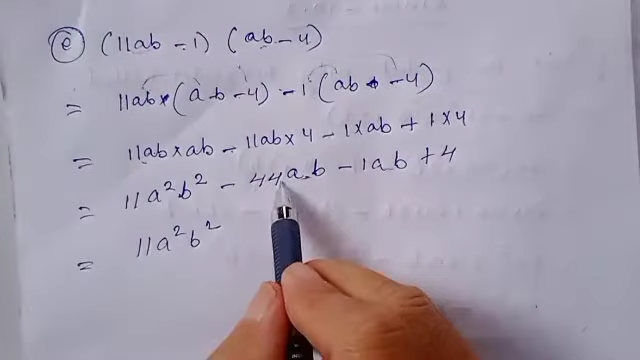 (e) (11ab - 1) (ab - 4)
= 11ab × (ab - 4) - 1 (ab - 4)
= 11ab × ab - 11ab × 4 - 1 × ab + 1 × 4
= 11a²b² - 44ab - 1ab + 4
= 11a²b²